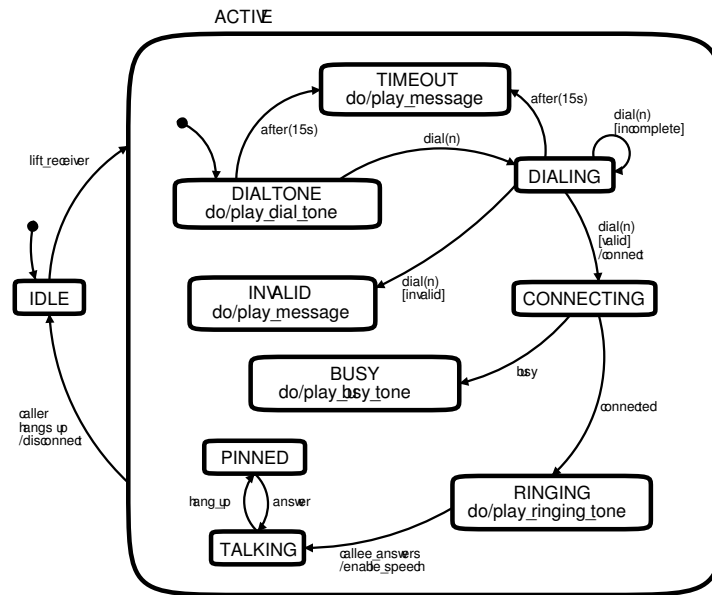 ACTIVE
TIMEOUT
do/play_message
after(15s)
after(15s)
dial(n)
[incomplete]
dial(n)
lift_receiver
DIALING
DIALTONE
do/play_dial_tone
dial(n)
[valid]
/connect
IDLE
INVALID
do/play_message
dial(n)
[invalid]
CONNECTING
BUSY
do/play_busy_tone
busy
caller
hangs up
/disconnect
connected
PINNED
hang_up
answer
RINGING
do/play_ringing_tone
TALKING
callee_answers
/enable_speech